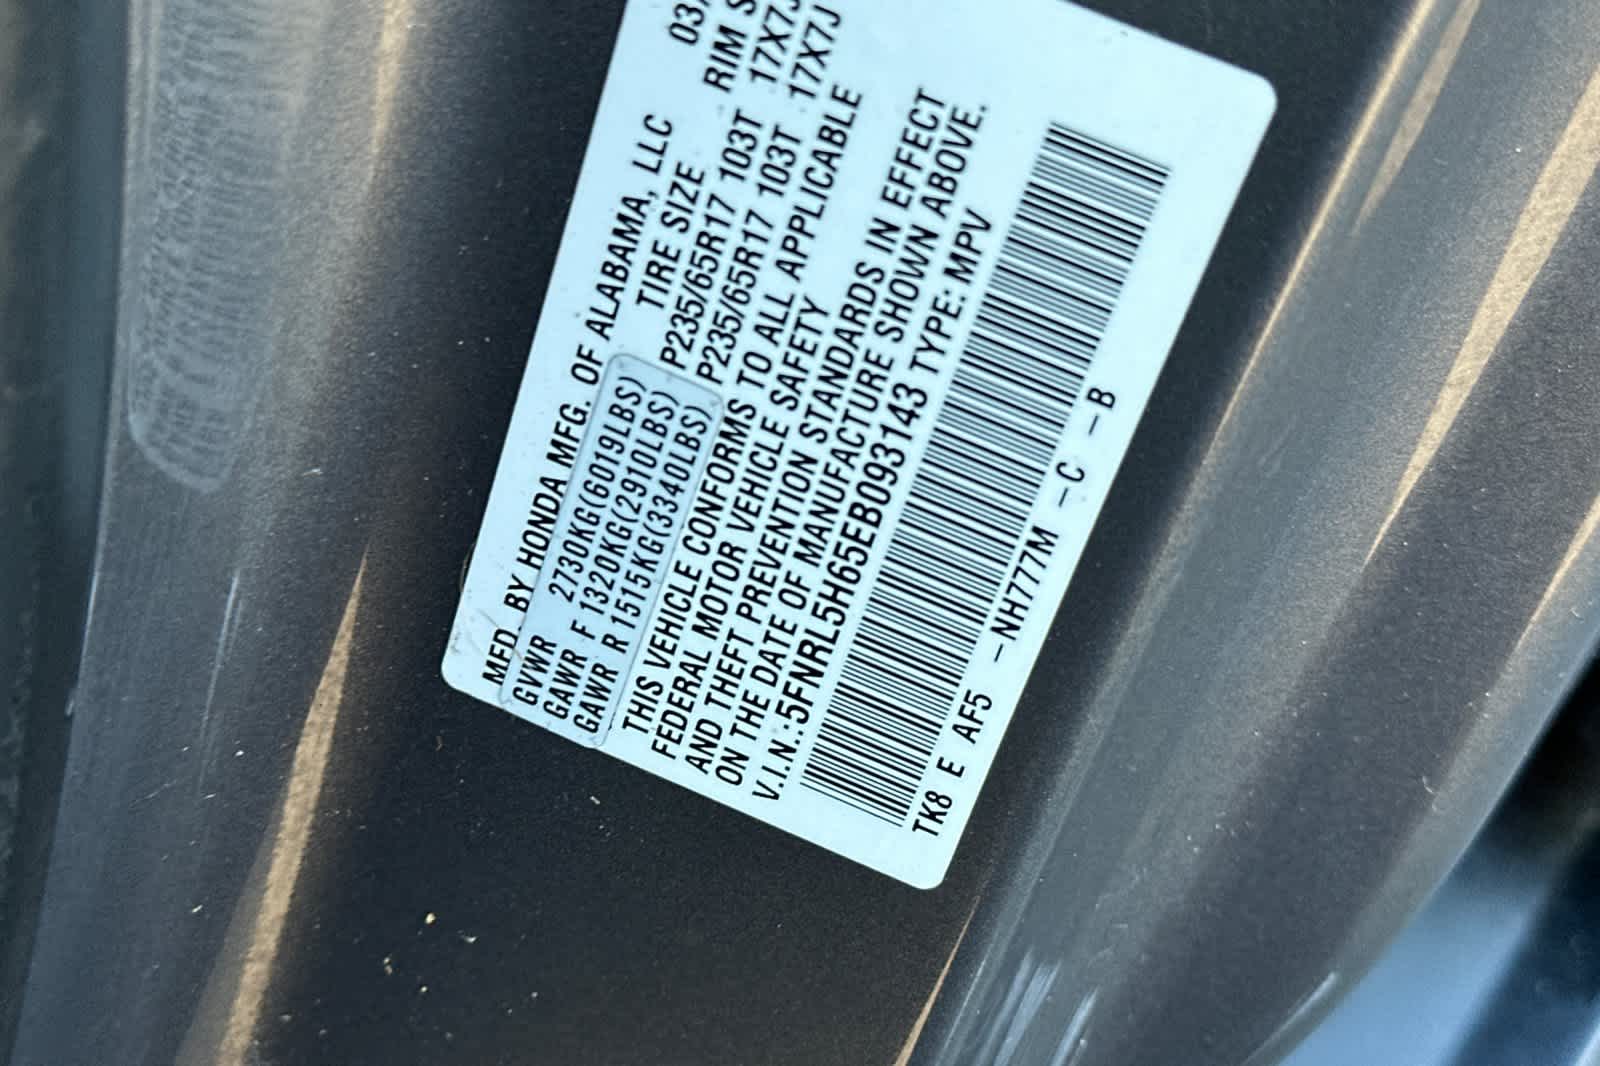 MFD. BY HONDA MFG. OF ALABAMA, LLC 03/
TIRE SIZE RIM S
GVWR 2730KG(6019LBS)
GAWR F 1320KG(2910LBS) P235/65R17 103T 17X7J
GAWR R 1515KG(3340LBS) P235/65R17 103T 17X7J
THIS VEHICLE CONFORMS TO ALL APPLICABLE
FEDERAL MOTOR VEHICLE SAFETY
AND THEFT PREVENTION STANDARDS IN EFFECT
ON THE DATE OF MANUFACTURE SHOWN ABOVE.
V.I.N.:5FNRL5H65EB093143 TYPE: MPV
TK8 E AF5 -NH777M -C -B